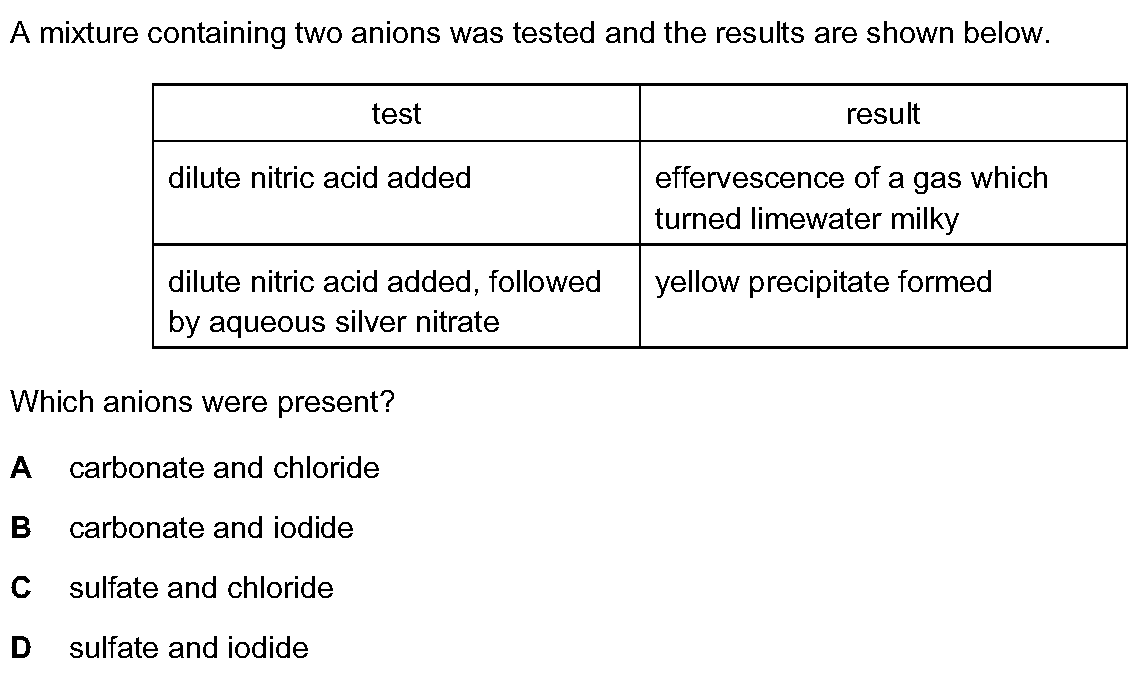 A mixture containing two anions was tested and the results are shown below.
test
result
dilute nitric acid added
effervescence of a gas which
turned limewater milky
dilute nitric acid added, followed
by aqueous silver nitrate
yellow precipitate formed
Which anions were present?
A carbonate and chloride
B carbonate and iodide
C sulfate and chloride
D sulfate and iodide